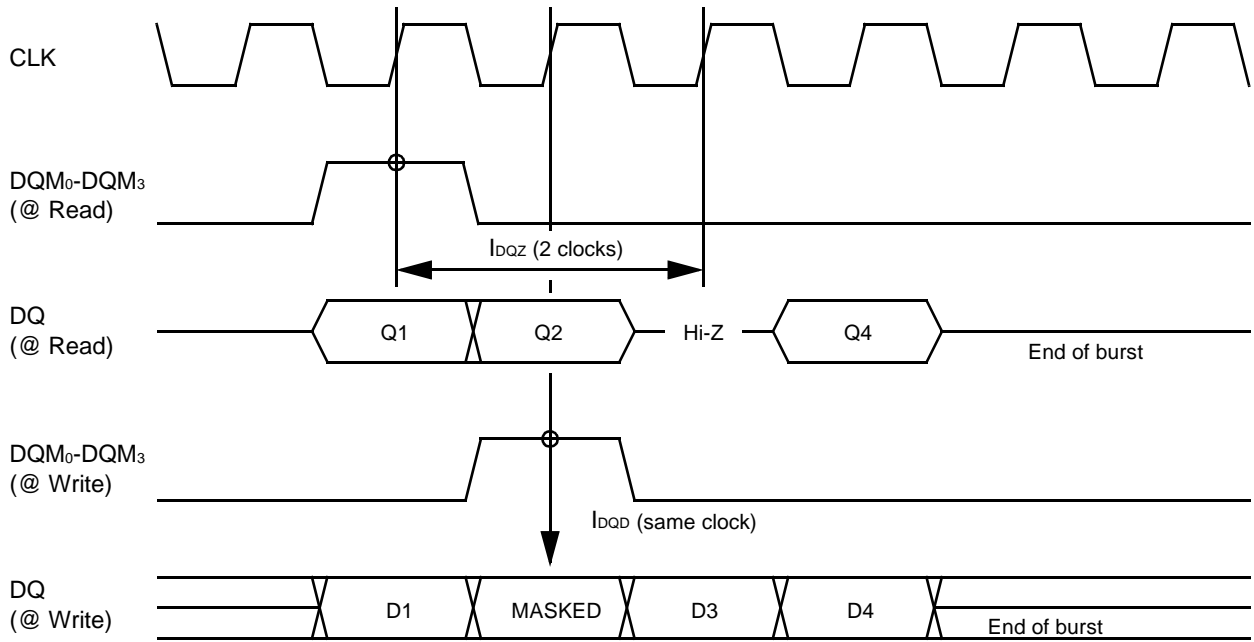 CLK
DQM₀-DQM₃
(@ Read)
IDQZ (2 clocks)
DQ
(@ Read)
Q1
Q2
Hi-Z
Q4
End of burst
DQM₀-DQM₃
(@ Write)
IDQD (same clock)
DQ
(@ Write)
D1
MASKED
D3
D4
End of burst